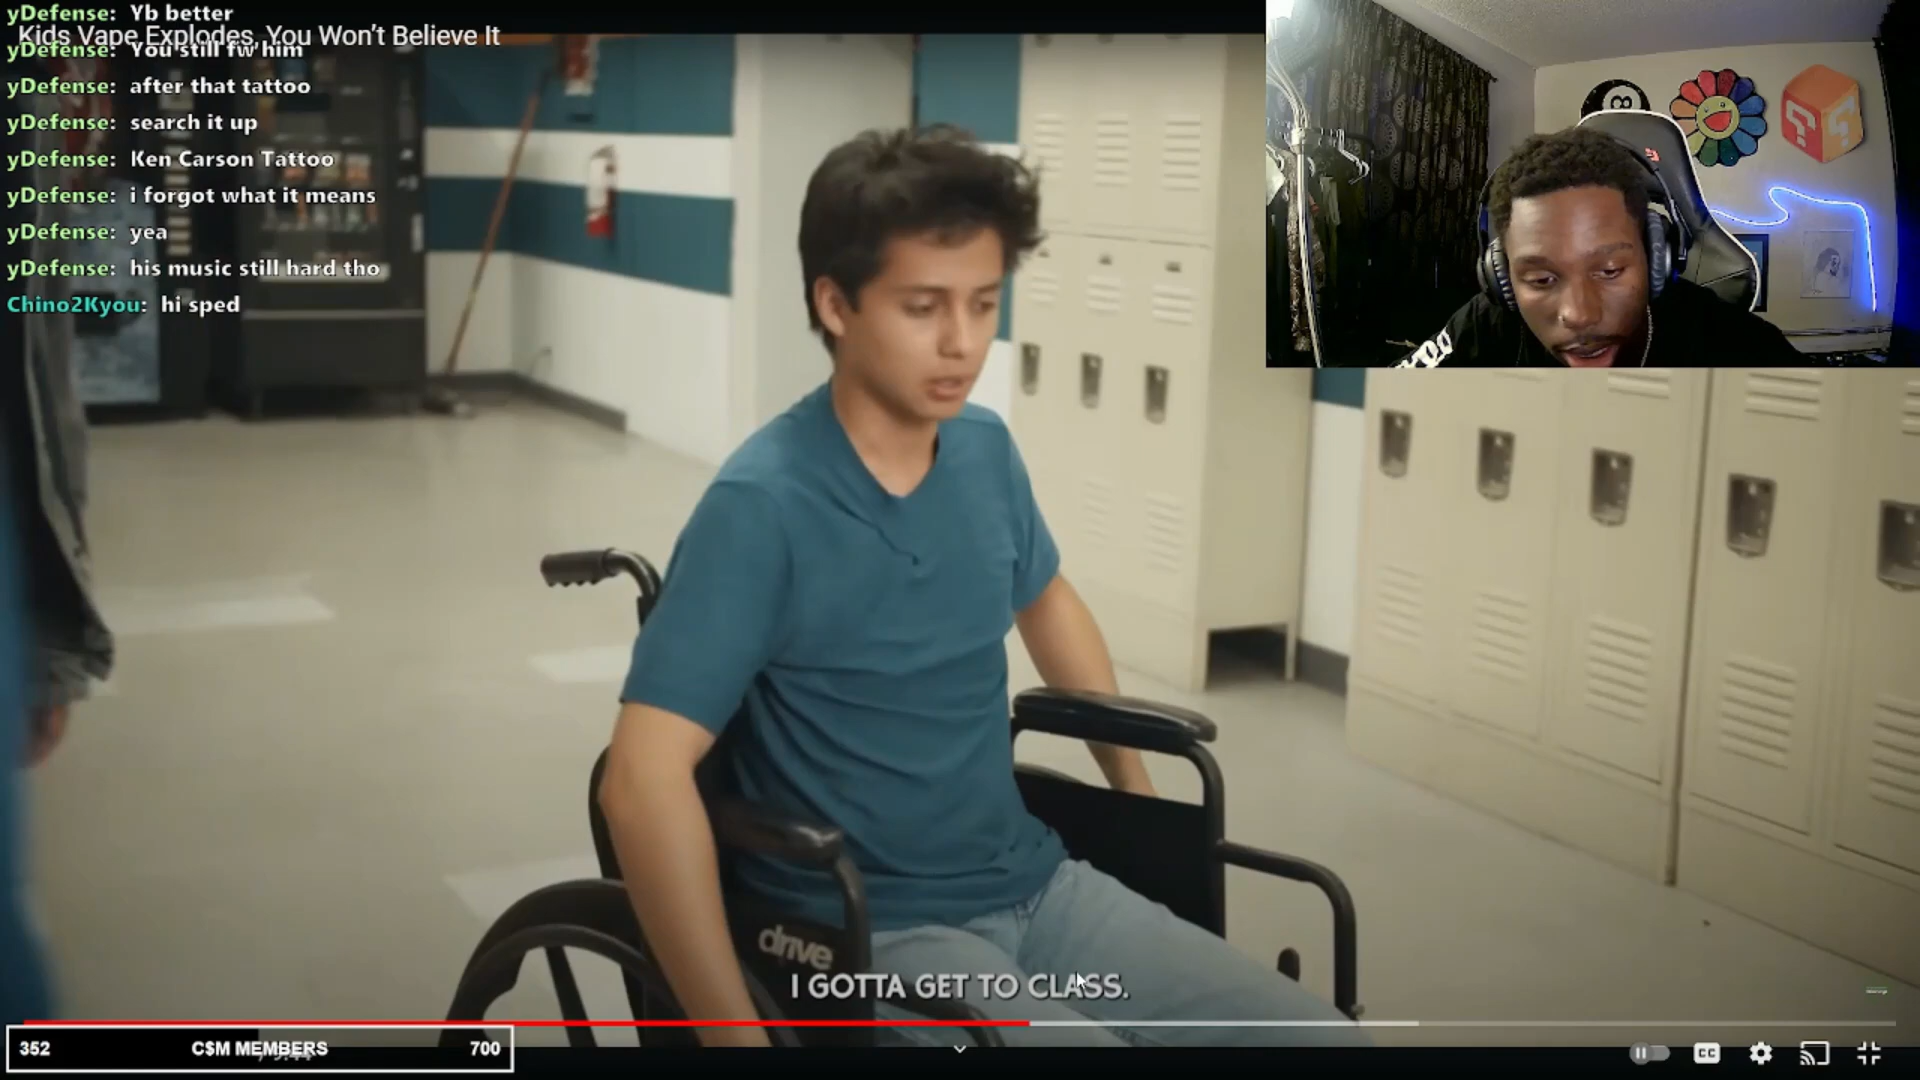 yDefense: Yb better
Kids Vape Explodes, You Won't Believe It
yDefense: You still fw him
yDefense: after that tattoo
yDefense: search it up
yDefense: Ken Carson Tattoo
yDefense: i forgot what it means
yDefense: yea
yDefense: his music still hard tho
Chino2Kyou: hi sped
drive
I GOTTA GET TO CLASS.
352 C$M MEMBERS 700
CC